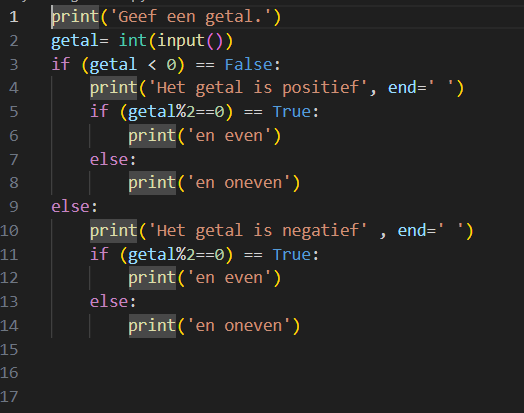 1 print('Geef een getal.')
2 getal= int(input())
3 if (getal < 0) == False:
4 print('Het getal is positief', end=' ')
5 if (getal%2==0) == True:
6 print('en even')
7 else:
8 print('en oneven')
9 else:
10 print('Het getal is negatief' , end=' ')
11 if (getal%2==0) == True:
12 print('en even')
13 else:
14 print('en oneven')
15
16
17